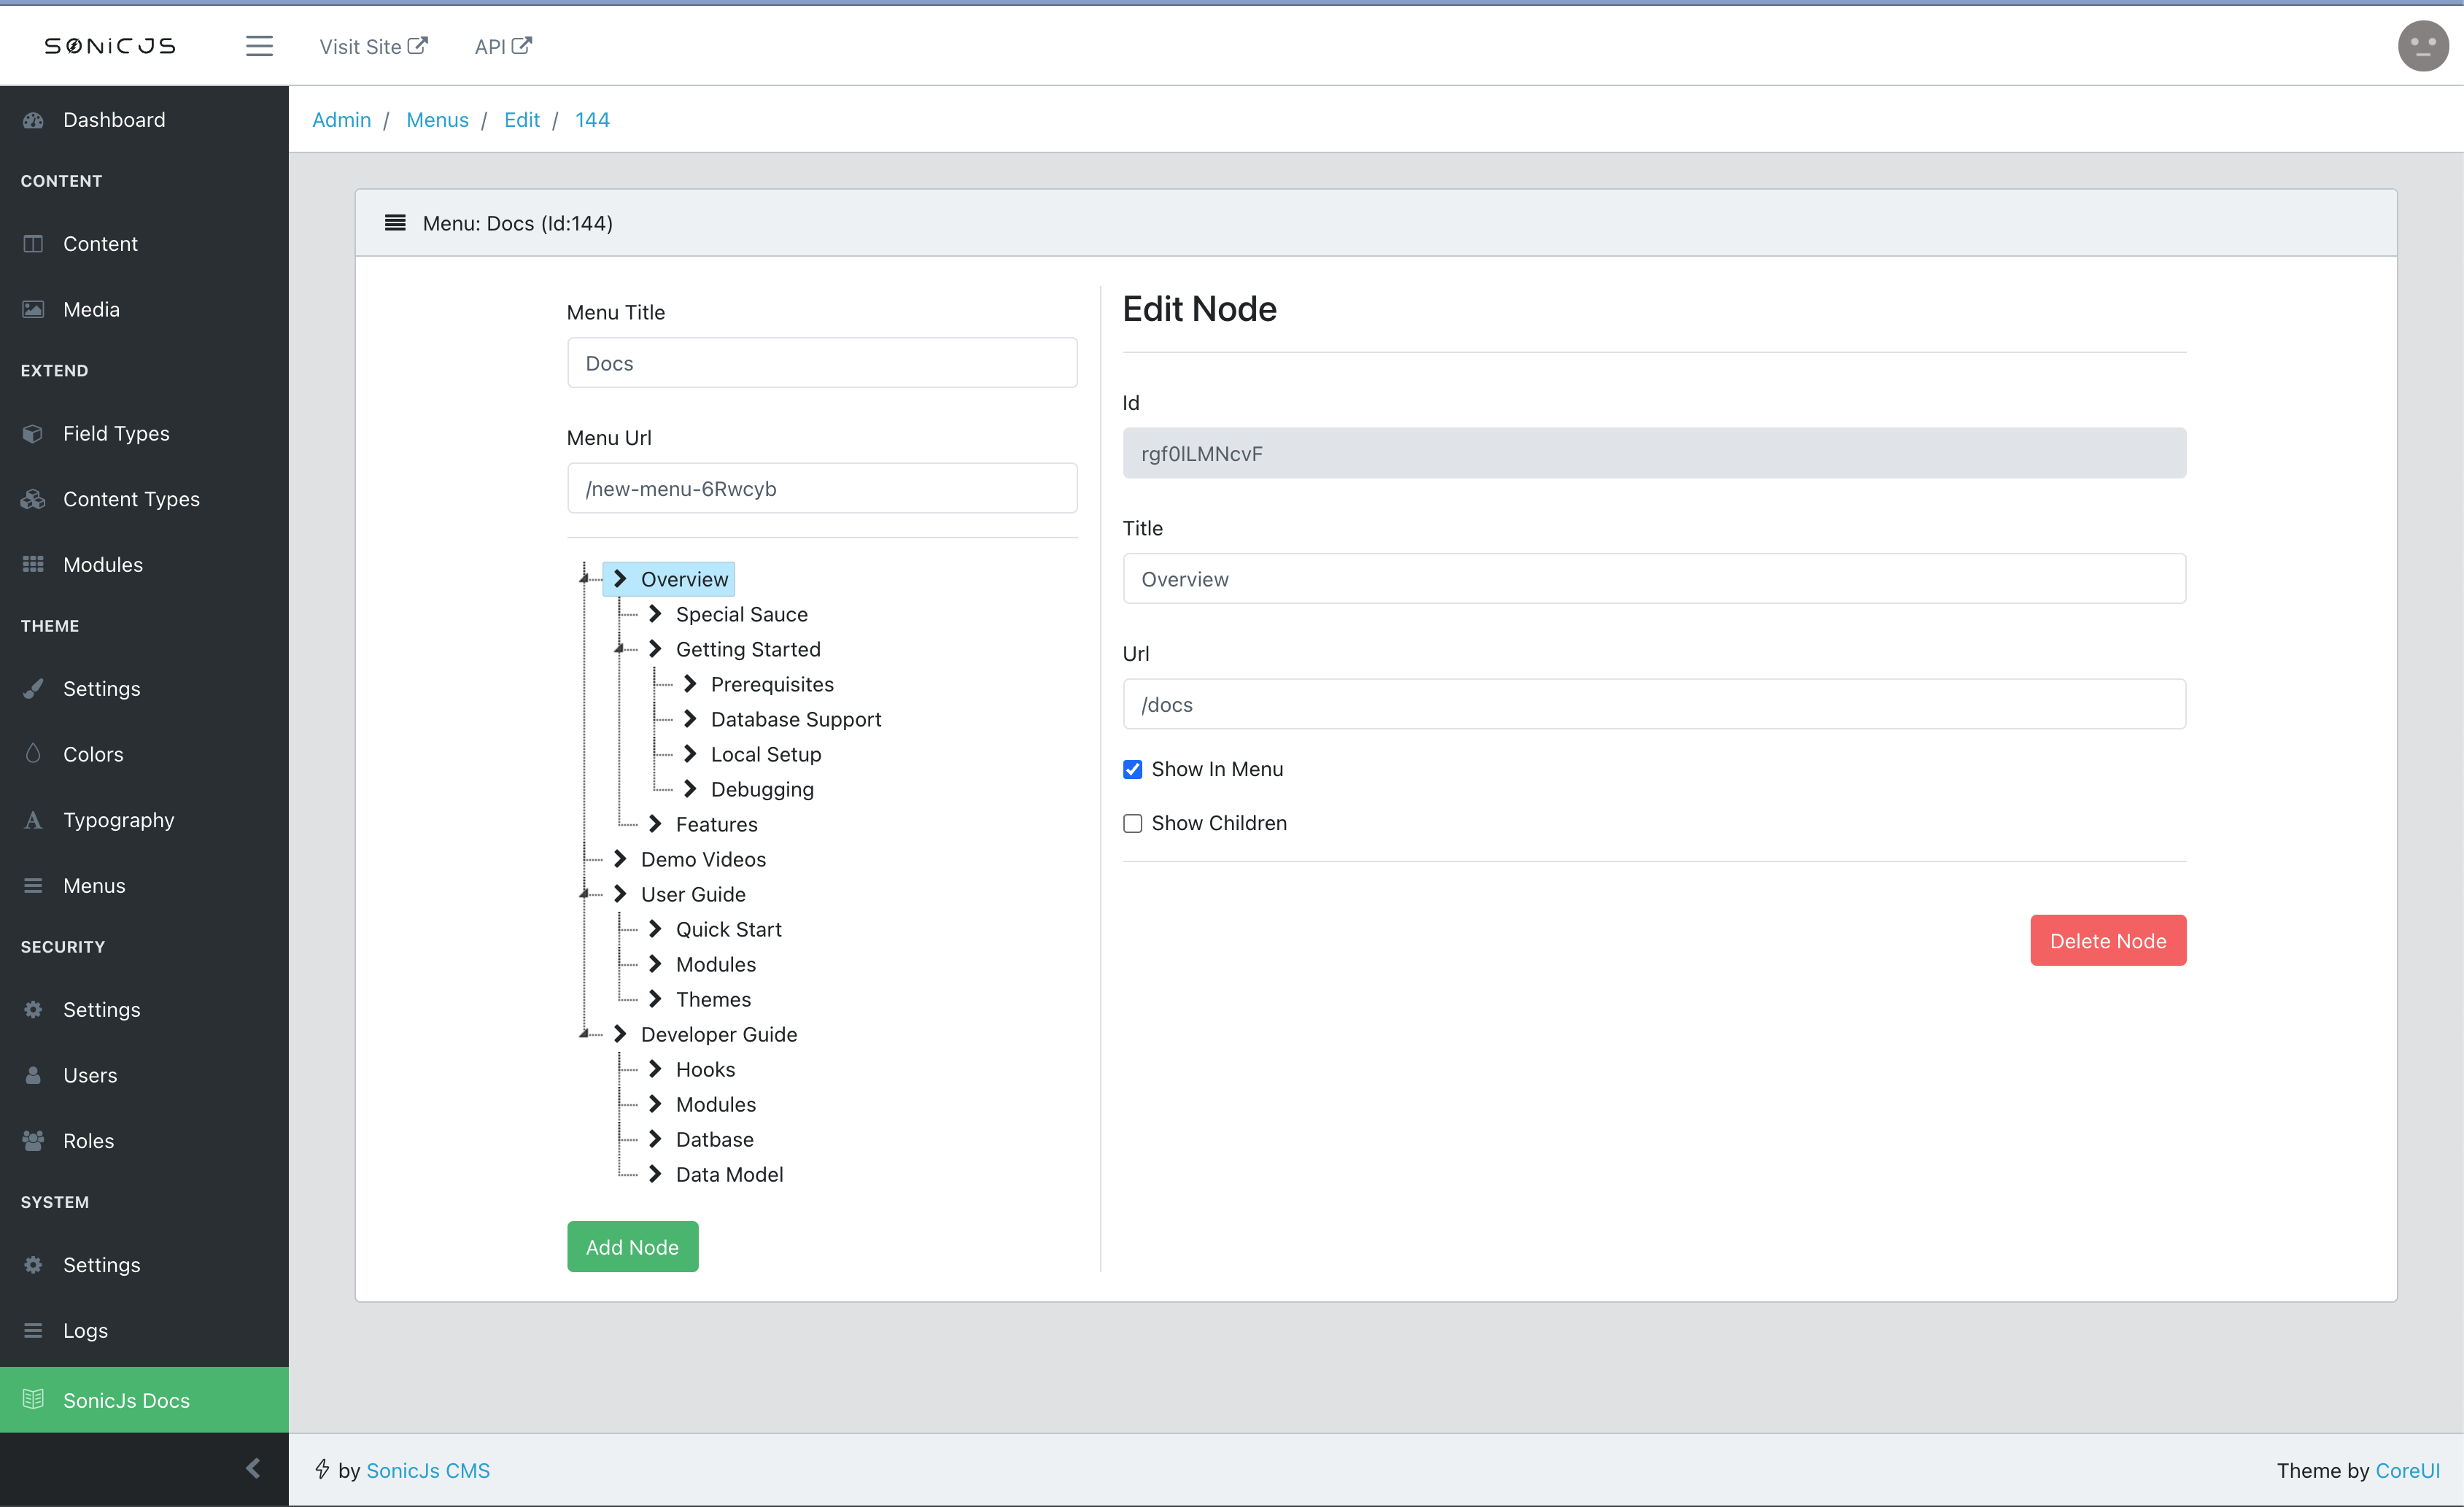 SONICJS
Visit Site
API
Dashboard
CONTENT
Content
Media
EXTEND
Field Types
Content Types
Modules
THEME
Settings
Colors
Typography
Menus
SECURITY
Settings
Users
Roles
SYSTEM
Settings
Logs
SonicJs Docs
Admin / Menus / Edit / 144
Menu: Docs (Id:144)
Menu Title
Docs
Menu Url
/new-menu-6Rwcyb
Overview
Special Sauce
Getting Started
Prerequisites
Database Support
Local Setup
Debugging
Features
Demo Videos
User Guide
Quick Start
Modules
Themes
Developer Guide
Hooks
Modules
Datbase
Data Model
Add Node
Edit Node
Id
rgf0lLMNcvF
Title
Overview
Url
/docs
Show In Menu
Show Children
Delete Node
by SonicJs CMS
Theme by CoreUI